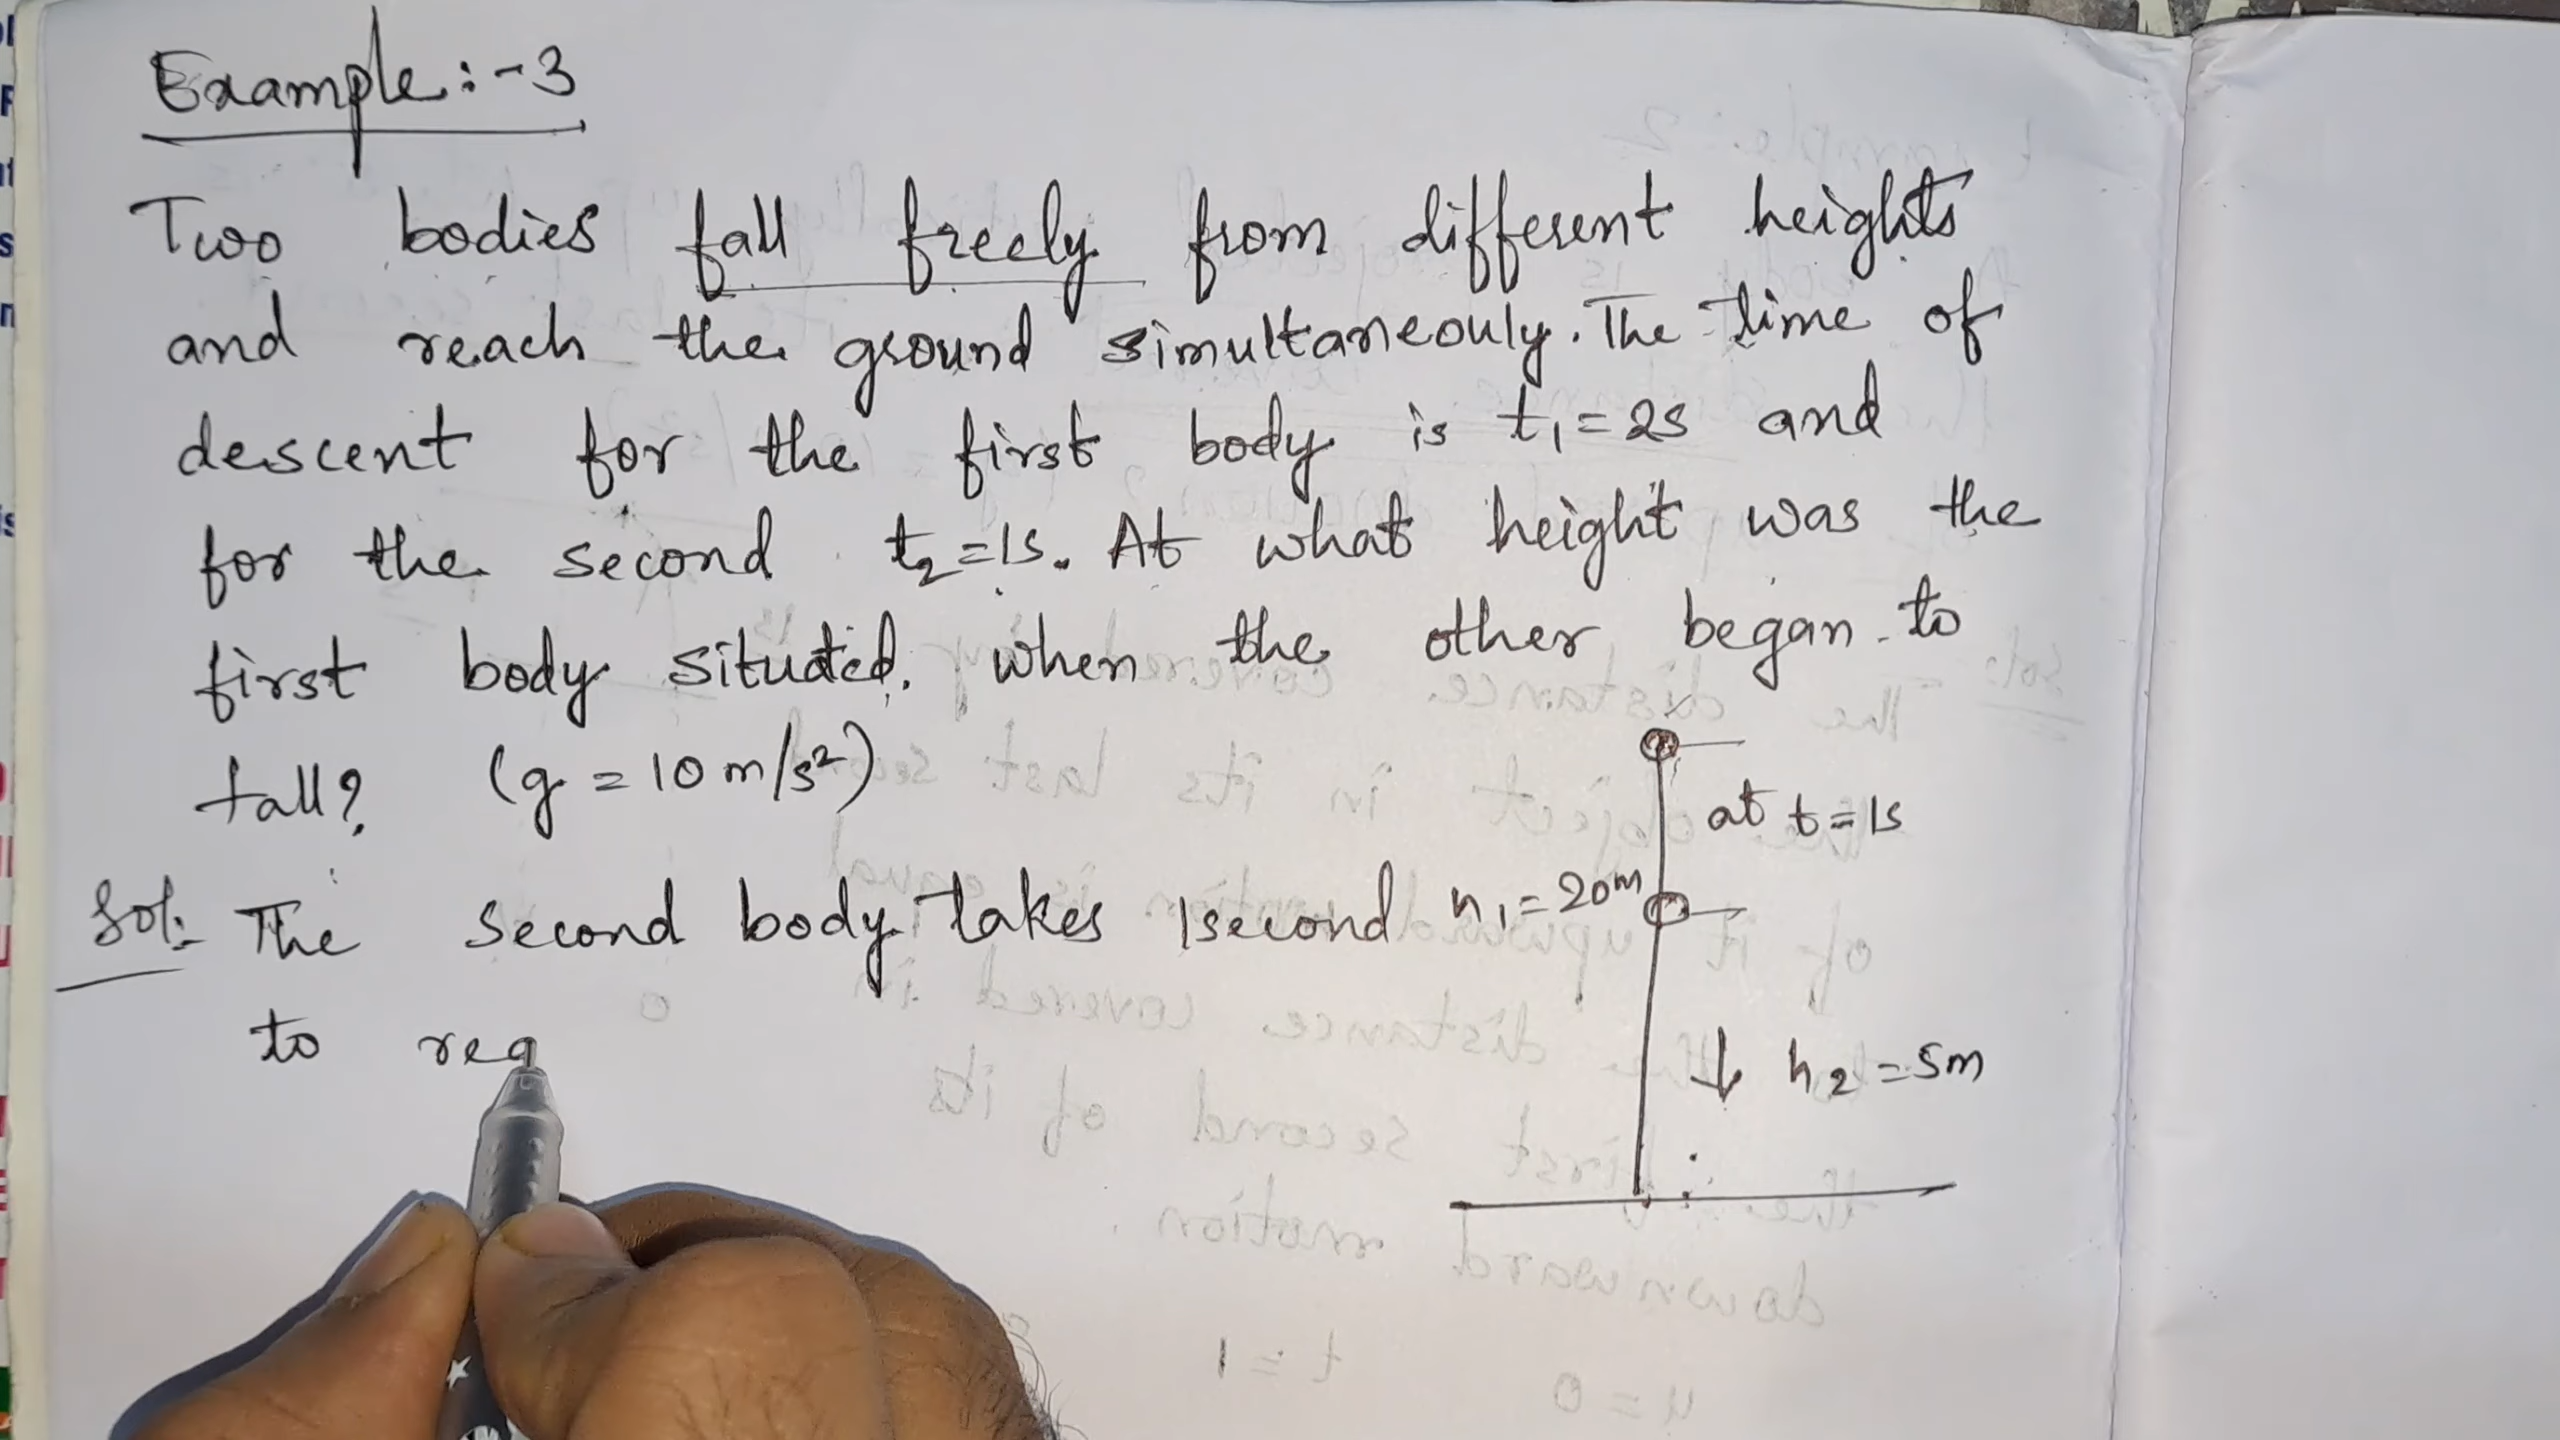 Example:-3
Two bodies fall freely from different heights
and reach the ground simultaneouly. The time of
descent for the first body is t₁=2s and
for the second t₂=1s. At what height was the
first body situated. when the other began to
fall? (g = 10 m/s²)
at t=1s
Sol:- The second body takes 1second
h₁=20m
to rea
h₂=5m